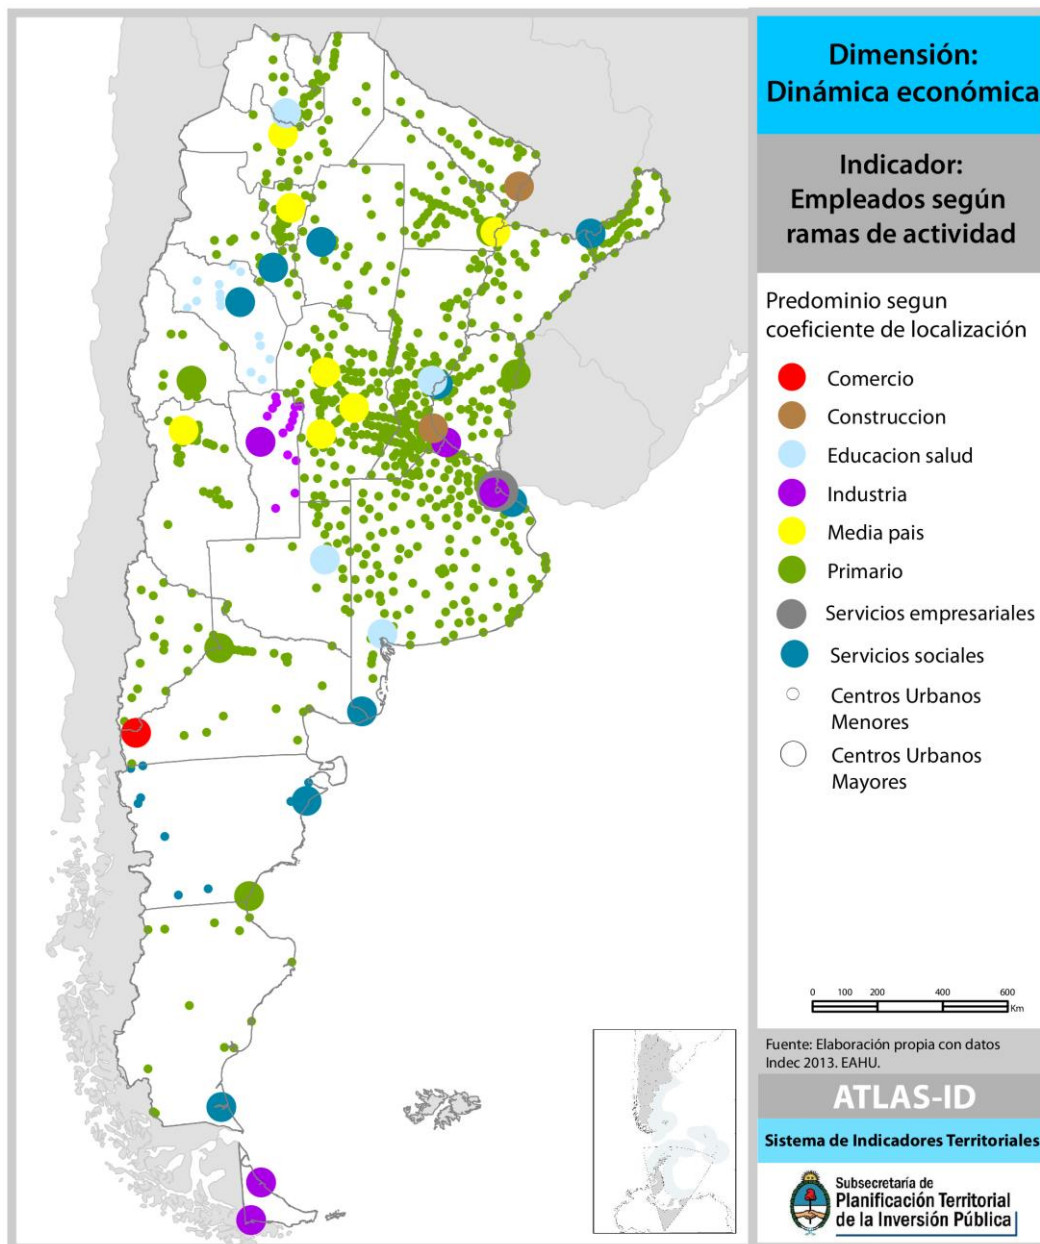 Dimensión:
Dinámica económica
Indicador:
Empleados según
ramas de actividad
Predominio segun
coeficiente de localización
Comercio
Construccion
Educacion salud
Industria
Media pais
Primario
Servicios empresariales
Servicios sociales
Centros Urbanos
Menores
Centros Urbanos
Mayores
0 100 200 400 600
Km
Fuente: Elaboración propia con datos
Indec 2013. EAHU.
ATLAS-ID
Sistema de Indicadores Territoriales
Subsecretaría de
Planificación Territorial
de la Inversión Pública